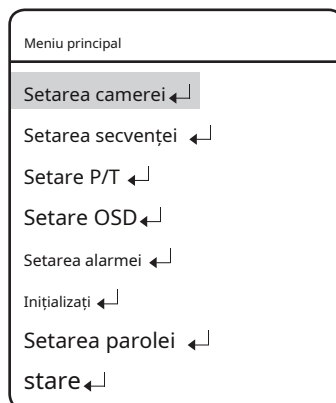 Meniu principal
Setarea camerei
Setarea secvenței
Setare P/T
Setare OSD
Setarea alarmei
Inițializați
Setarea parolei
stare